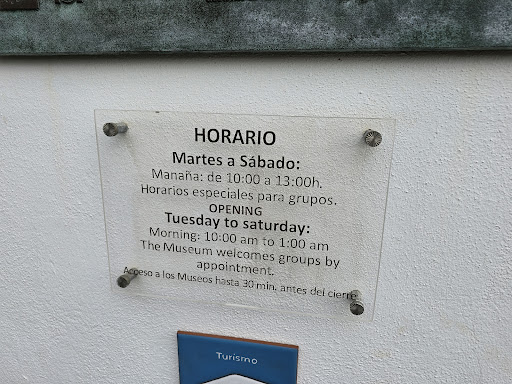 HORARIO
Martes a Sábado:
Manaña: de 10:00 a 13:00h.
Horarios especiales para grupos.
OPENING
Tuesday to saturday:
Morning: 10:00 am to 1:00 am
The Museum welcomes groups by
appointment.
Acceso a los Museos hasta 30 min. antes del cierre
Turismo